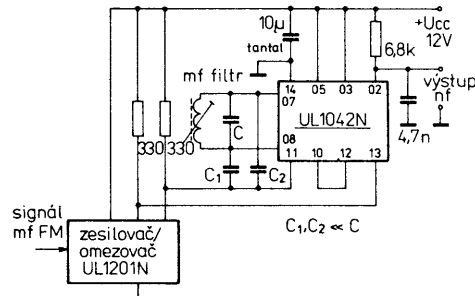 +Ucc
12V
10µ
tantal
6,8k
mf filtr
14 05 03 02
07
UL1042N
výstup
nf
C
08
4,7n
330 330
11 10 12 13
C₁ C₂
signál
mf FM
C₁,C₂ ≪ C
zesilovač/
omezovač
UL1201N